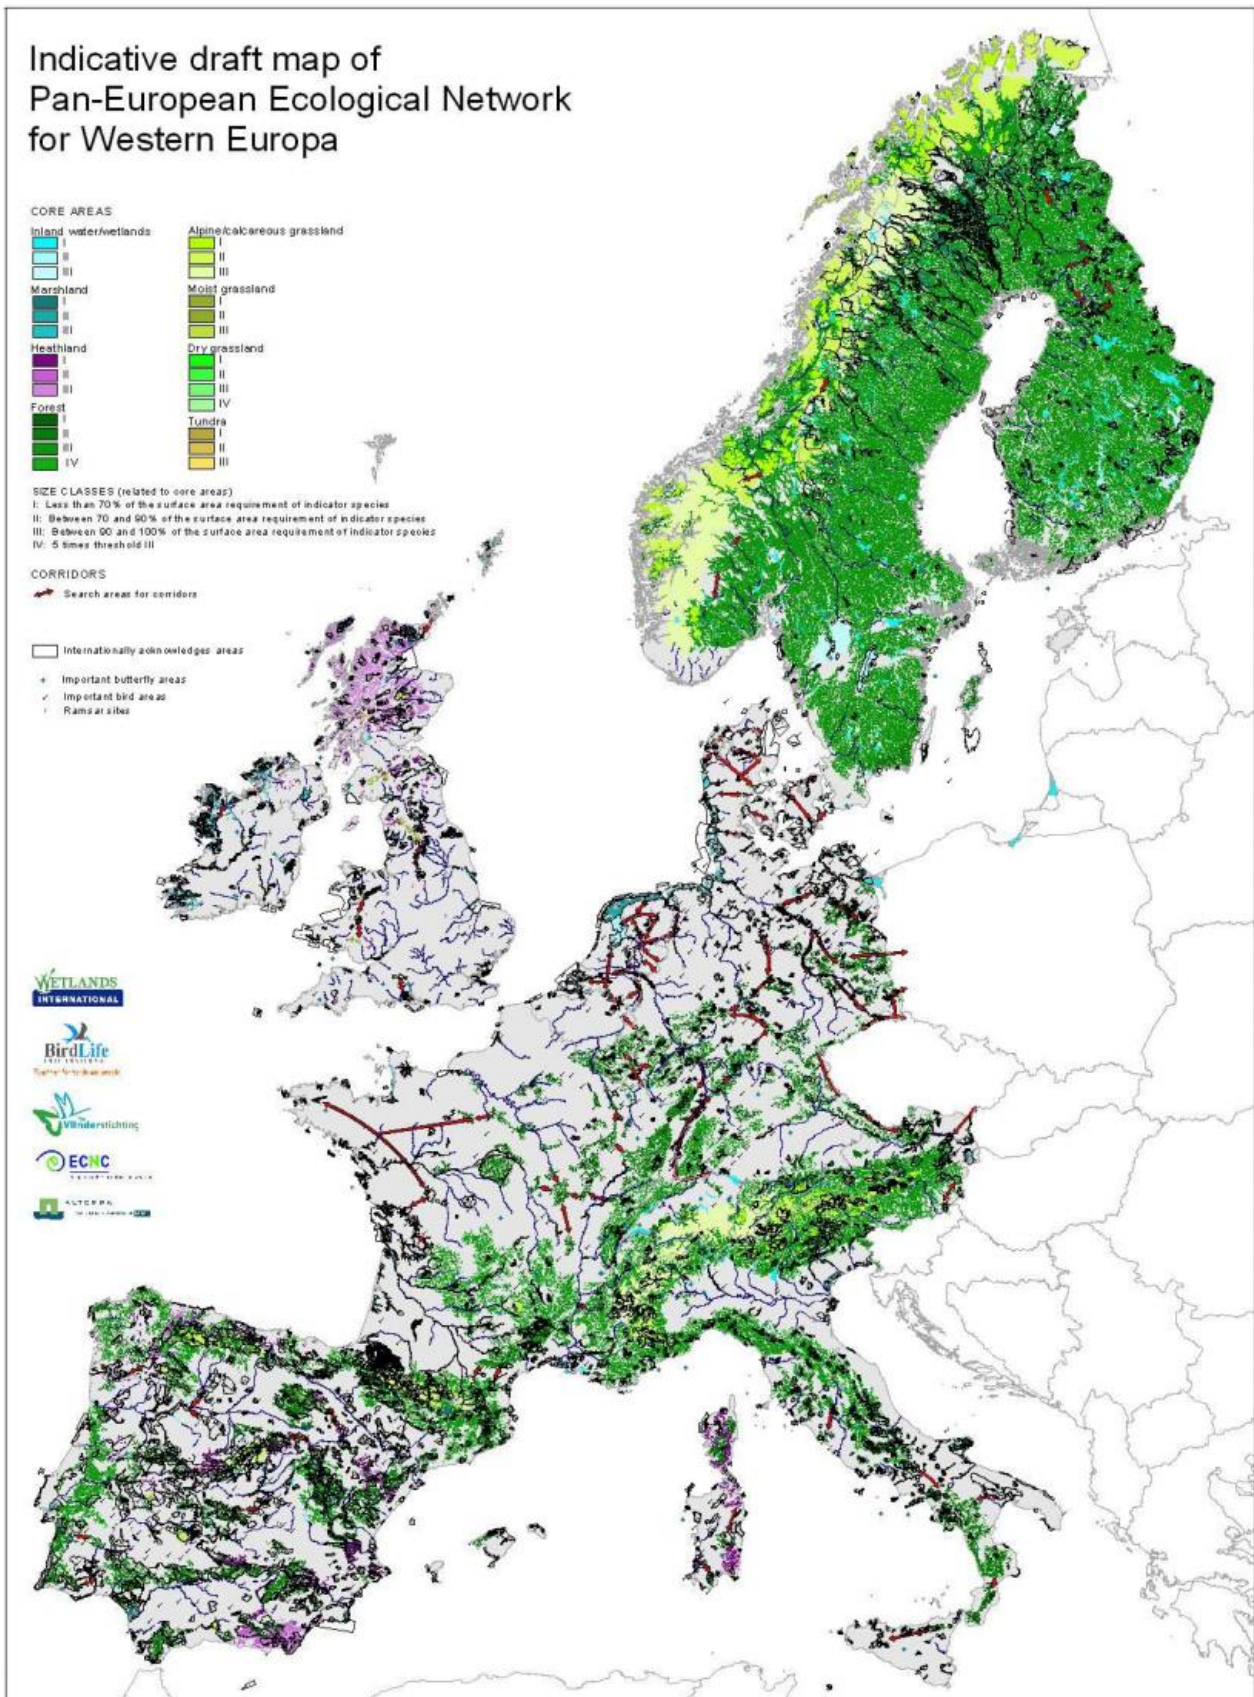 Indicative draft map of
Pan-European Ecological Network
for Western Europa
CORE AREAS
Inland water/wetlands
I
II
III
Marshland
I
II
III
Heathland
I
II
III
Forest
I
II
III
IV
Alpine/calcareous grassland
I
II
III
Moist grassland
I
II
III
Dry grassland
I
II
III
IV
Tundra
I
II
III
SIZE CLASSES (related to core areas)
I: Less than 70% of the surface area requirement of indicator species
II: Between 70 and 90% of the surface area requirement of indicator species
III: Between 90 and 100% of the surface area requirement of indicator species
IV: 5 times threshold III
CORRIDORS
Search areas for corridors
Internationally acknowledges areas
Important butterfly areas
Important bird areas
Ramsar sites
WETLANDS
INTERNATIONAL
BirdLife
INTERNATIONAL
Vlinderstichting
ECNC
ALTERRA